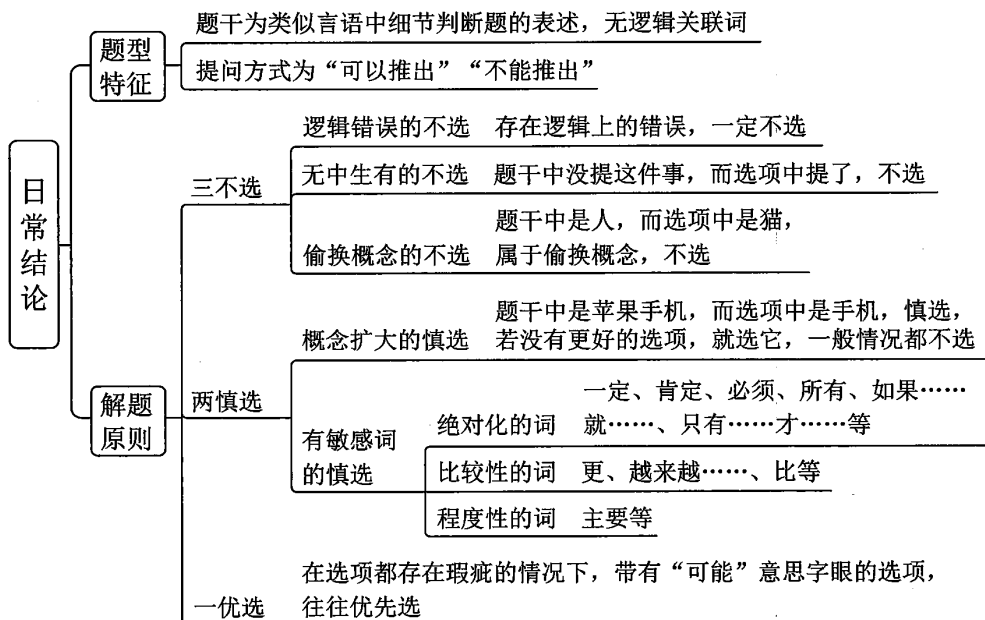 日常结论
题型
特征
题干为类似言语中细节判断题的表述，无逻辑关联词
提问方式为“可以推出”“不能推出”
解题
原则
三不选
逻辑错误的不选 存在逻辑上的错误，一定不选
无中生有的不选 题干中没提这件事，而选项中提了，不选
偷换概念的不选
题干中是人，而选项中是猫，
属于偷换概念，不选
两慎选
概念扩大的慎选
题干中是苹果手机，而选项中是手机，慎选，
若没有更好的选项，就选它，一般情况都不选
有敏感词
的慎选
绝对化的词
一定、肯定、必须、所有、如果……
就……、只有……才……等
比较性的词 更、越来越……、比等
程度性的词 主要等
一优选
在选项都存在瑕疵的情况下，带有“可能”意思字眼的选项，
往往优先选